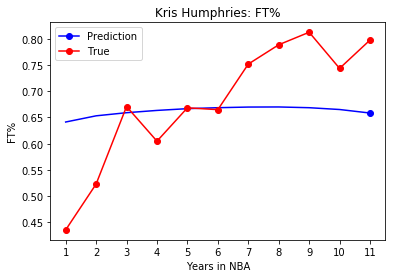 Kris Humphries: FT%
Prediction
True
0.80
0.75
0.70
0.65
0.60
0.55
0.50
0.45
FT%
1 2 3 4 5 6 7 8 9 10 11
Years in NBA